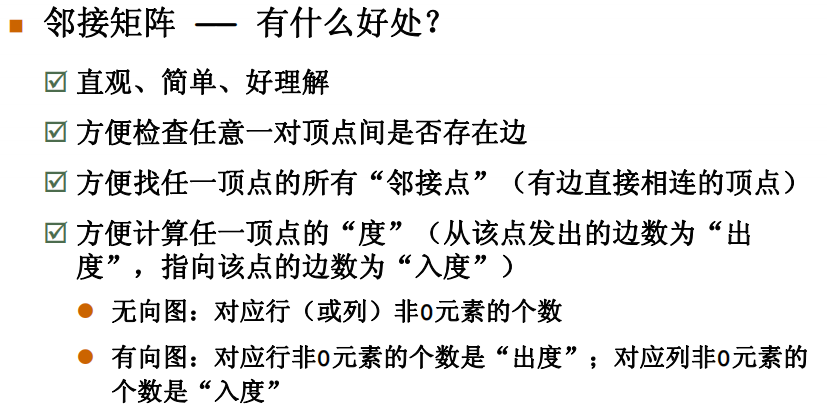 邻接矩阵 —— 有什么好处？
直观、简单、好理解
方便检查任意一对顶点间是否存在边
方便找任一顶点的所有“邻接点”（有边直接相连的顶点）
方便计算任一顶点的“度”（从该点发出的边数为“出
度”，指向该点的边数为“入度”）
无向图：对应行（或列）非0元素的个数
有向图：对应行非0元素的个数是“出度”；对应列非0元素的
个数是“入度”